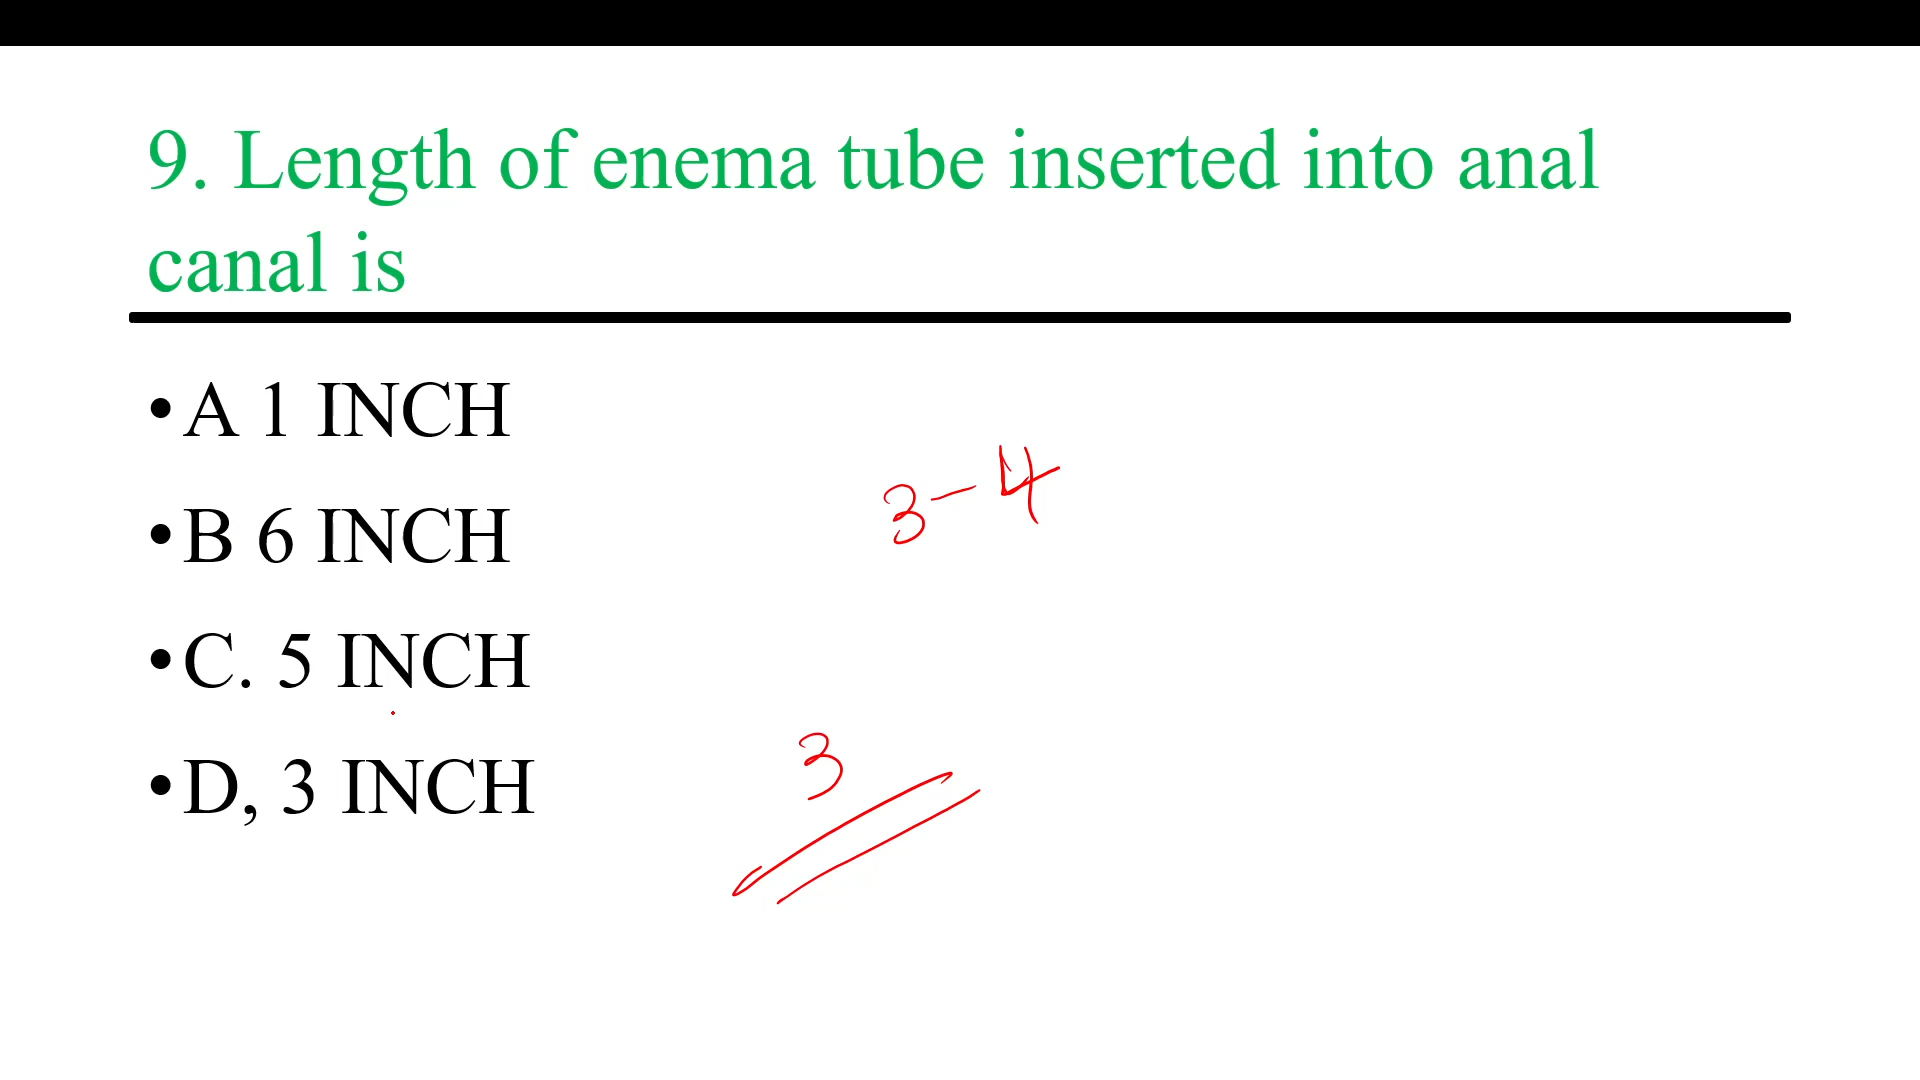 9. Length of enema tube inserted into anal
canal is
•A 1 INCH
•B 6 INCH
3-4
•C. 5 INCH
•D, 3 INCH
3